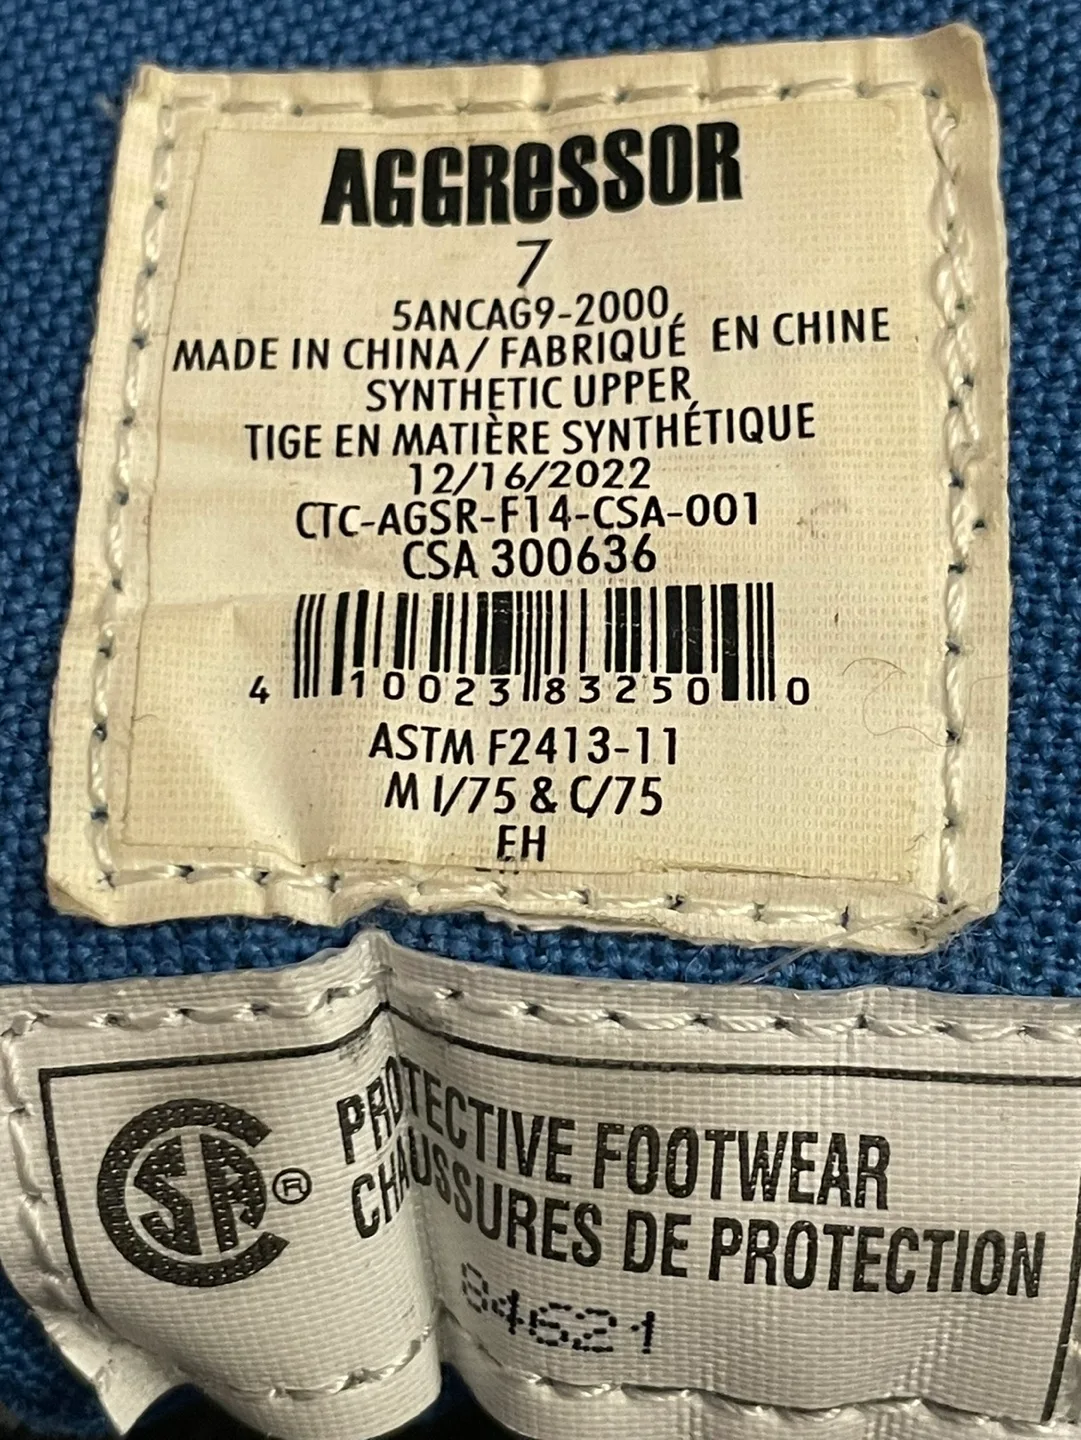 AGGReSSOR
7
5ANCAG9-2000
MADE IN CHINA / FABRIQUÉ EN CHINE
SYNTHETIC UPPER
TIGE EN MATIÈRE SYNTHÉTIQUE
12/16/2022
CTC-AGSR-F14-CSA-001
CSA 300636
4 10023 83250 0
ASTM F2413-11
M I/75 & C/75
EH
CSA ®
PROTECTIVE FOOTWEAR
CHAUSSURES DE PROTECTION
84621